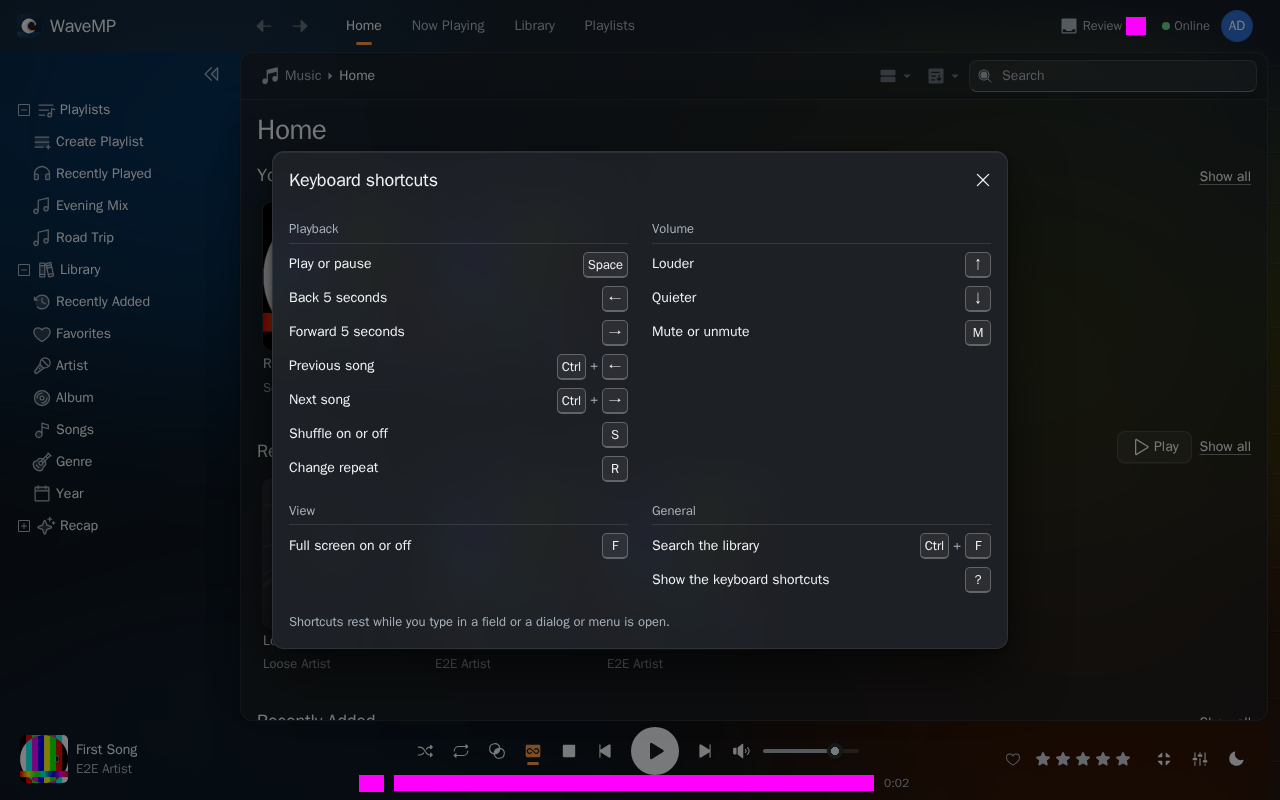 WaveMP
Home
Now Playing
Library
Playlists
Review
Online
AD
Music
Home
Search
Playlists
Create Playlist
Recently Played
Evening Mix
Road Trip
Library
Recently Added
Favorites
Artist
Album
Songs
Genre
Year
Recap
Home
Show all
Keyboard shortcuts
Playback
Play or pause Space
Back 5 seconds ←
Forward 5 seconds →
Previous song Ctrl + ←
Next song Ctrl + →
Shuffle on or off S
Change repeat R
Volume
Louder ↑
Quieter ↓
Mute or unmute M
View
Full screen on or off F
General
Search the library Ctrl + F
Show the keyboard shortcuts ?
Shortcuts rest while you type in a field or a dialog or menu is open.
Play
Show all
Loose Artist
E2E Artist
E2E Artist
Recently Added
Show all
First Song
E2E Artist
0:02